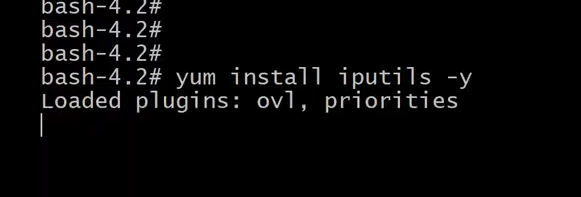 bash-4.2#
bash-4.2#
bash-4.2#
bash-4.2# yum install iputils -y
Loaded plugins: ovl, priorities